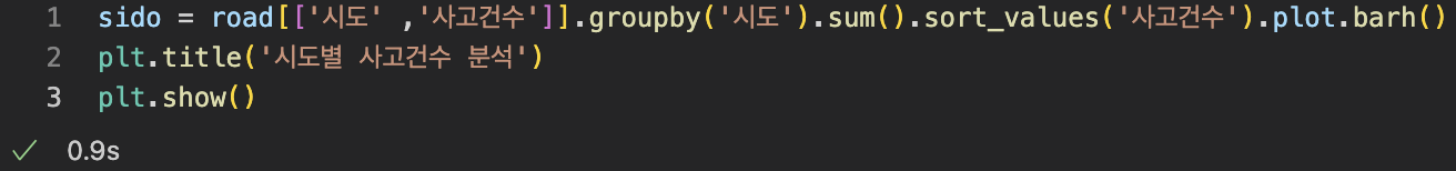 1 sido = road[['시도' ,'사고건수']].groupby('시도').sum().sort_values('사고건수').plot.barh()
2 plt.title('시도별 사고건수 분석')
3 plt.show()
✓ 0.9s